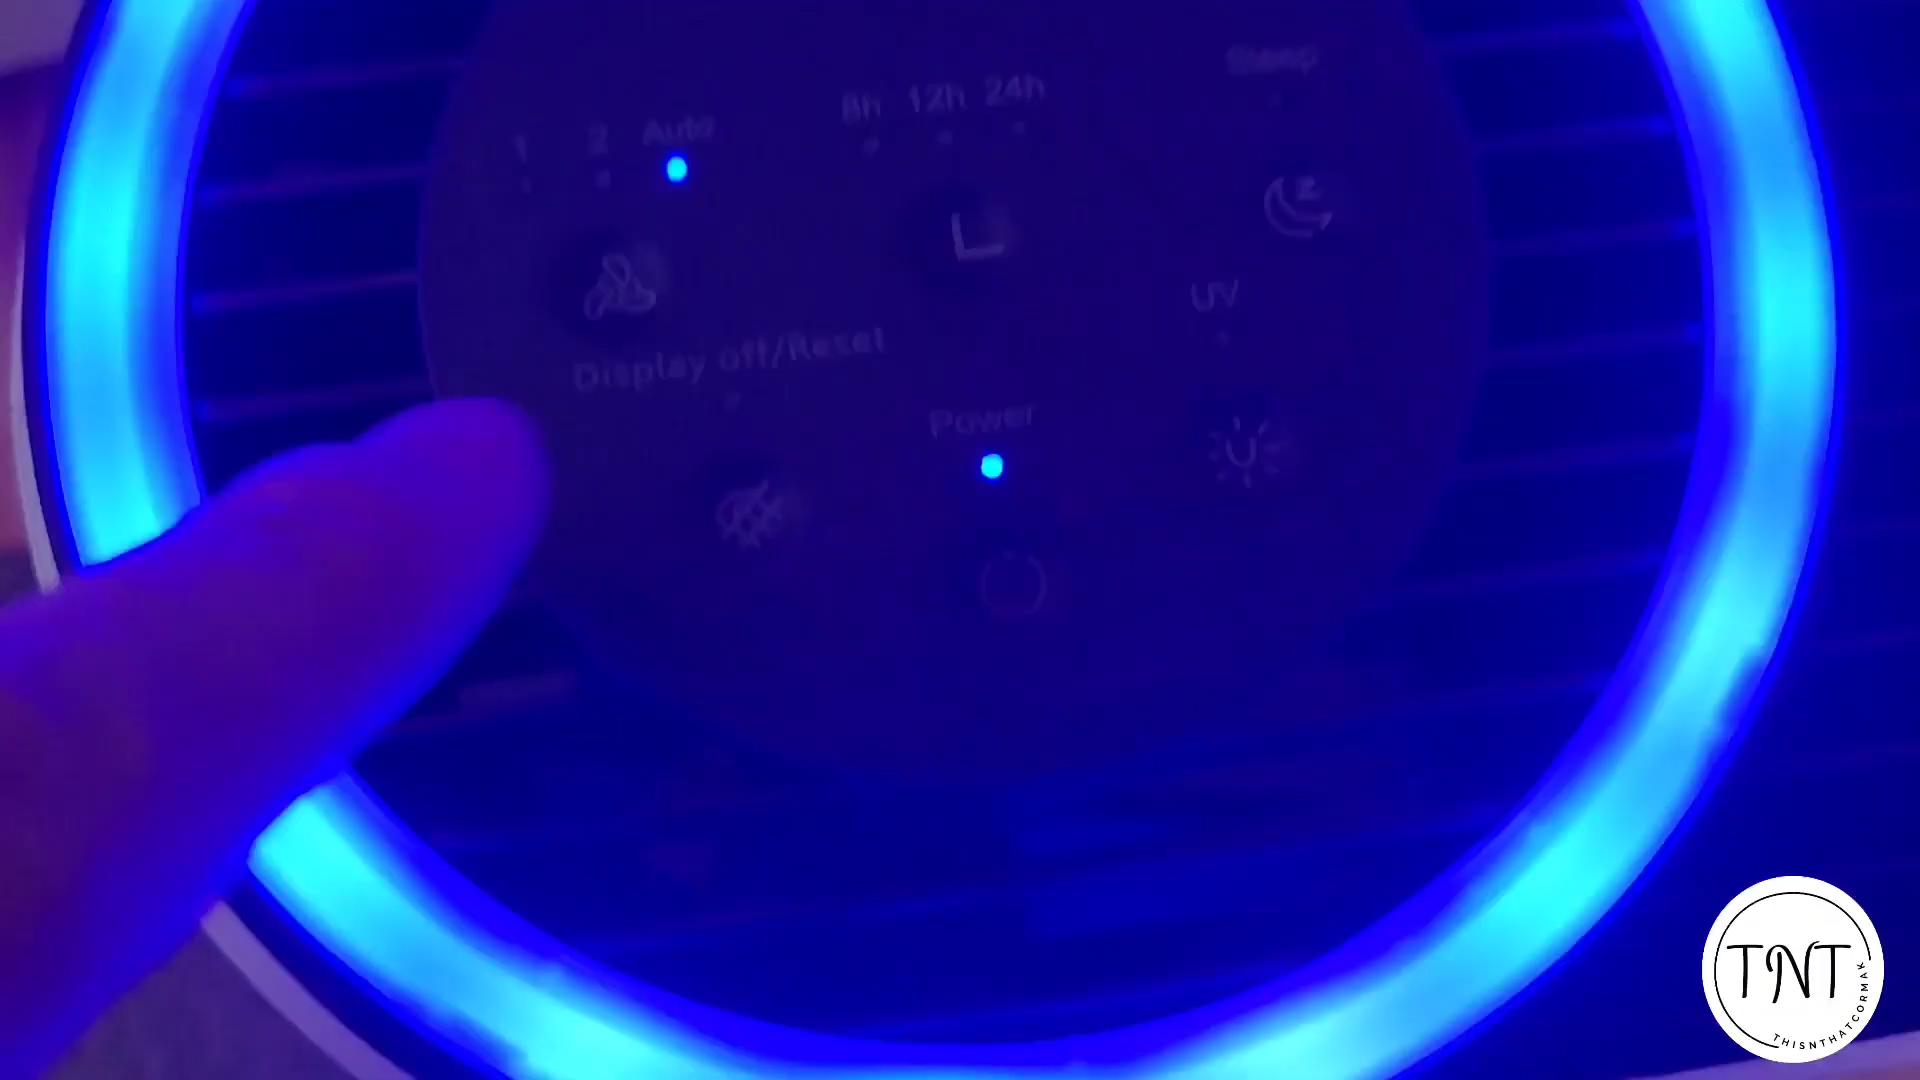 Sleep
8h 12h 24h
1 2 Auto
UV
Display off/Reset
Power
TNT
THISNTHATCORMAK